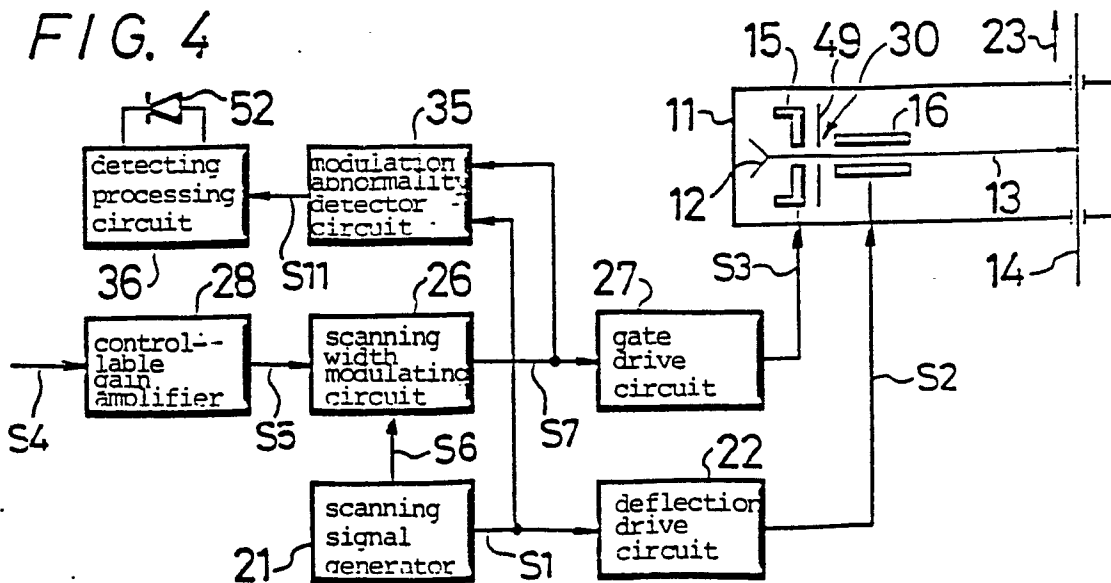 FIG. 4
15 49 30 23
52
35
11
16
detecting
processing
circuit
modulation
abnormality
detector
circuit
12
13
36
28
S11
26
27
S3
14
control-
lable
gain
amplifier
scanning
width
modulating
circuit
gate
drive
circuit
S4
S5
S7
S2
S6
22
scanning
signal
generator
deflection
drive
circuit
21
S1